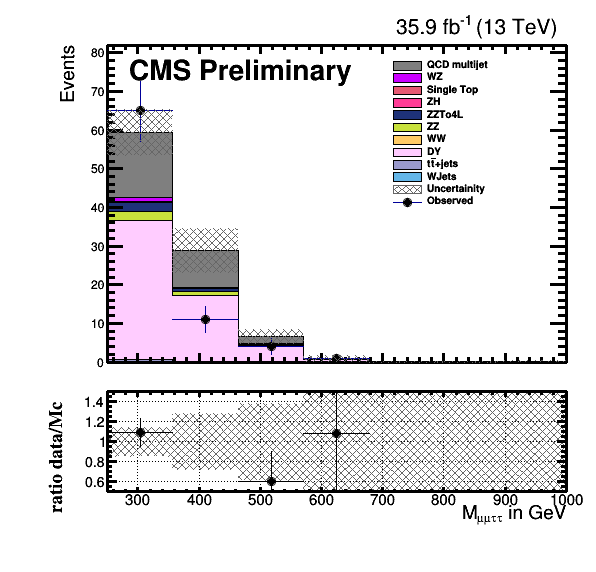 35.9 fb⁻¹ (13 TeV)
CMS Preliminary
Events
80
70
60
50
40
30
20
10
0
QCD multijet
WZ
Single Top
ZH
ZZTo4L
ZZ
WW
DY
tt̄+jets
WJets
Uncertainity
Observed
ratio data/Mc
1.4
1.2
1
0.8
0.6
300 400 500 600 700 800 900 1000
M_μμττ in GeV